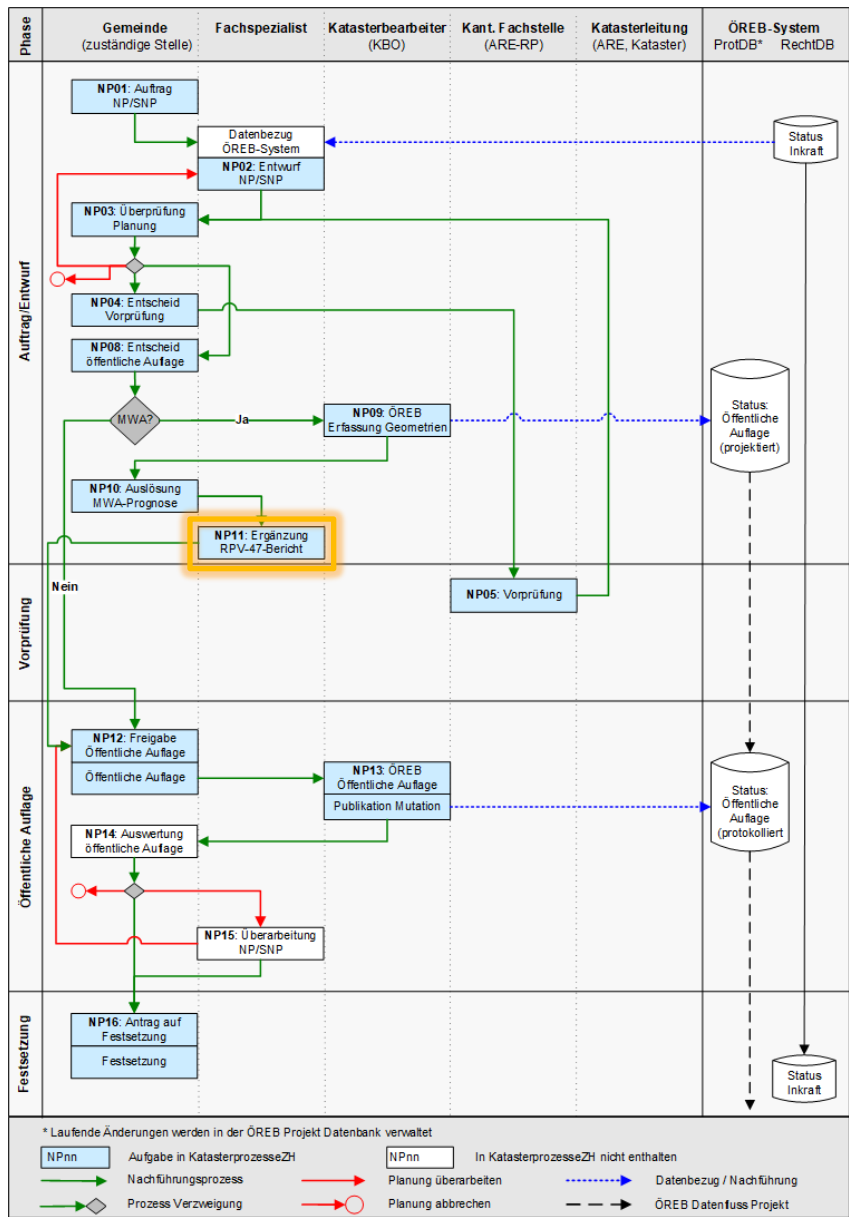 Phase
Gemeinde
(zuständige Stelle)
Fachspezialist
Katasterbearbeiter
(KBO)
Kant. Fachstelle
(ARE-RP)
Katasterleitung
(ARE, Kataster)
ÖREB-System
ProtDB* RechtDB
Auftrag/Entwurf
NP01: Auftrag
NP/SNP
Datenbezug
ÖREB-System
NP02: Entwurf
NP/SNP
Status
Inkraft
NP03: Überprüfung
Planung
NP04: Entscheid
Vorprüfung
NP08: Entscheid
öffentliche Auflage
MWA?
Ja
NP09: ÖREB
Erfassung Geometrien
Status:
Öffentliche
Auflage
(projektiert)
NP10: Auslösung
MWA-Prognose
NP11: Ergänzung
RPV-47-Bericht
Nein
Vorprüfung
NP05: Vorprüfung
Öffentliche Auflage
NP12: Freigabe
Öffentliche Auflage
Öffentliche Auflage
NP13: ÖREB
Öffentliche Auflage
Publikation Mutation
Status:
Öffentliche
Auflage
(protokolliert
NP14: Auswertung
öffentliche Auflage
NP15: Überarbeitung
NP/SNP
Festsetzung
NP16: Antrag auf
Festsetzung
Festsetzung
Status
Inkraft
* Laufende Änderungen werden in der ÖREB Projekt Datenbank verwaltet
NPnn Aufgabe in KatasterprozesseZH
NPnn In KatasterprozesseZH nicht enthalten
Nachführungsprozess
Planung überarbeiten
Datenbezug / Nachführung
Prozess Verzweigung
Planung abbrechen
ÖREB Datenfluss Projekt